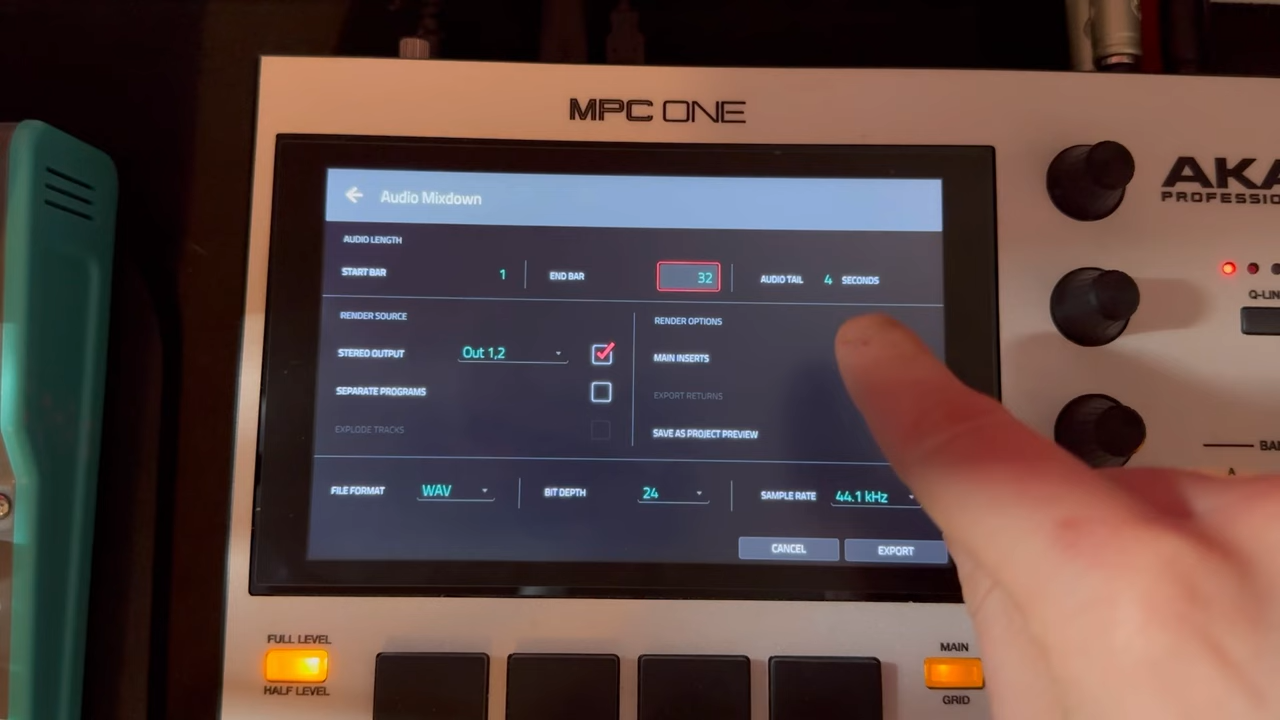 MPC ONE
Audio Mixdown
AUDIO LENGTH
START BAR 1 END BAR 32 AUDIO TAIL 4 SECONDS
RENDER SOURCE
STEREO OUTPUT Out 1,2
SEPARATE PROGRAMS
EXPLODE TRACKS
RENDER OPTIONS
MAIN INSERTS
EXPORT RETURNS
SAVE AS PROJECT PREVIEW
FILE FORMAT WAV BIT DEPTH 24 SAMPLE RATE 44.1 kHz
CANCEL EXPORT
AKA
PROFESSIO
Q-LIN
BA
A
FULL LEVEL
HALF LEVEL
MAIN
GRID